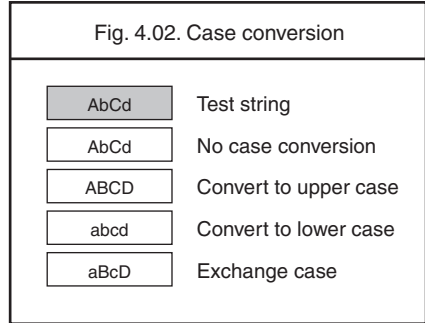 Fig. 4.02. Case conversion
AbCd Test string
AbCd No case conversion
ABCD Convert to upper case
abcd Convert to lower case
aBcD Exchange case